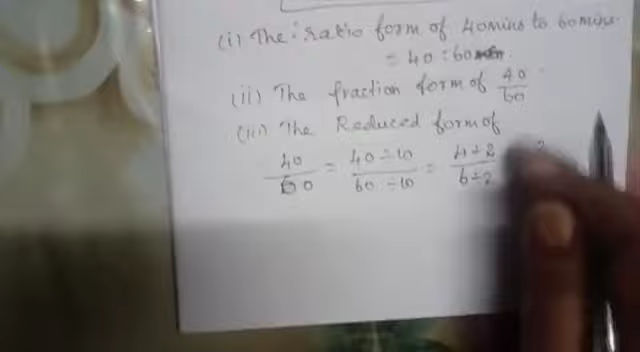 (i) The ratio form of 40mins to 60mins
= 40 : 60
(ii) The fraction form of 40/60
(iii) The Reduced form of
40/60 = 40÷10/60÷10 = 4÷2/6÷2 2